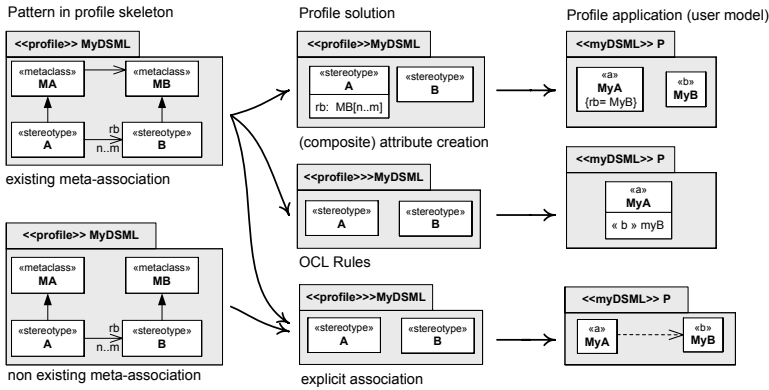 Pattern in profile skeleton
<<profile>> MyDSML
«metaclass»
MA
«metaclass»
MB
«stereotype»
A
rb
n..m
«stereotype»
B
existing meta-association
<<profile>> MyDSML
«metaclass»
MA
«metaclass»
MB
«stereotype»
A
rb
n..m
«stereotype»
B
non existing meta-association
Profile solution
<<profile>>MyDSML
«stereotype»
A
rb: MB[n..m]
«stereotype»
B
(composite) attribute creation
<<profile>>>MyDSML
«stereotype»
A
«stereotype»
B
OCL Rules
<<profile>>>MyDSML
«stereotype»
A
«stereotype»
B
explicit association
Profile application (user model)
<<myDSML>> P
«a»
MyA
{rb= MyB}
«b»
MyB
<<myDSML>> P
«a»
MyA
« b » myB
<<myDSML>> P
«a»
MyA
«b»
MyB